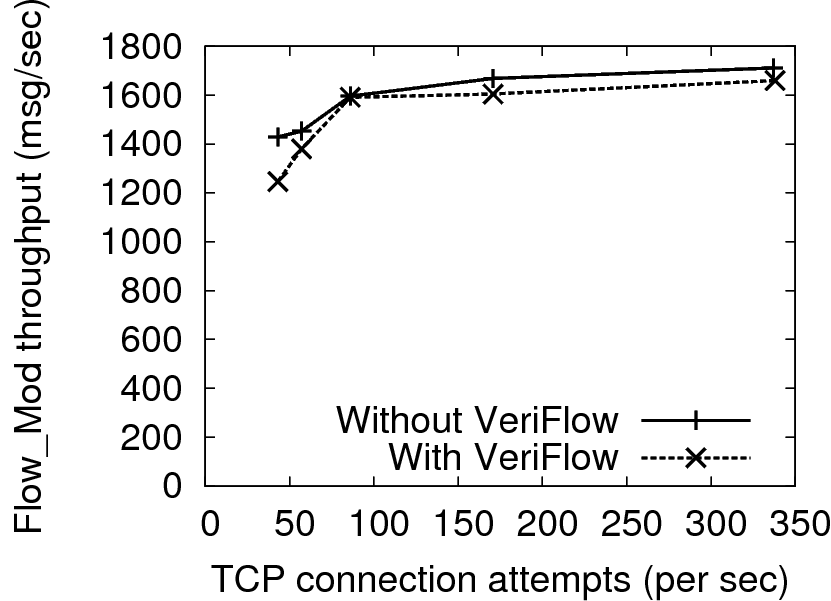 Flow_Mod throughput (msg/sec)
1800
1600
1400
1200
1000
800
600
400
200
0
Without VeriFlow
With VeriFlow
0 50 100 150 200 250 300 350
TCP connection attempts (per sec)